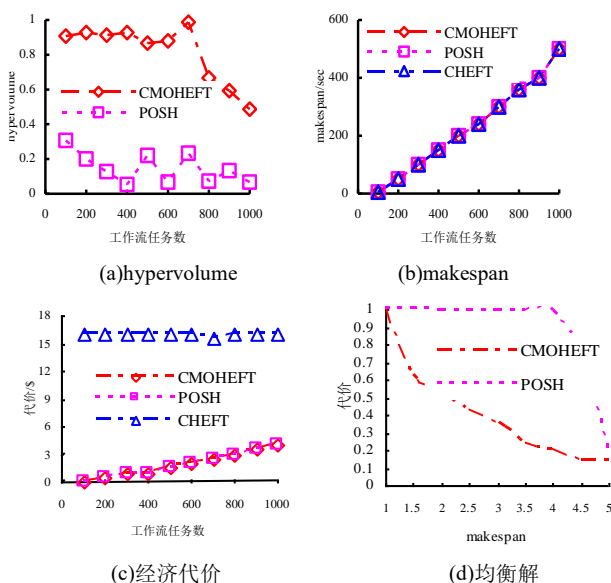 1
0.8
0.6
0.4
0.2
0
hypervolume
CMOHEFT
POSH
200
400
600
800
1000
工作流任务数
(a)hypervolume
600
400
200
0
makespan/sec
CMOHEFT
POSH
CHEFT
200
400
600
800
1000
工作流任务数
(b)makespan
18
15
12
9
6
3
0
代价/$
CMOHEFT
POSH
CHEFT
0
200
400
600
800
1000
工作流任务数
(c)经济代价
1
0.9
0.8
0.7
0.6
0.5
0.4
0.3
0.2
0.1
代价
CMOHEFT
POSH
1
1.5
2
2.5
3
3.5
4
4.5
5
makespan
(d)均衡解